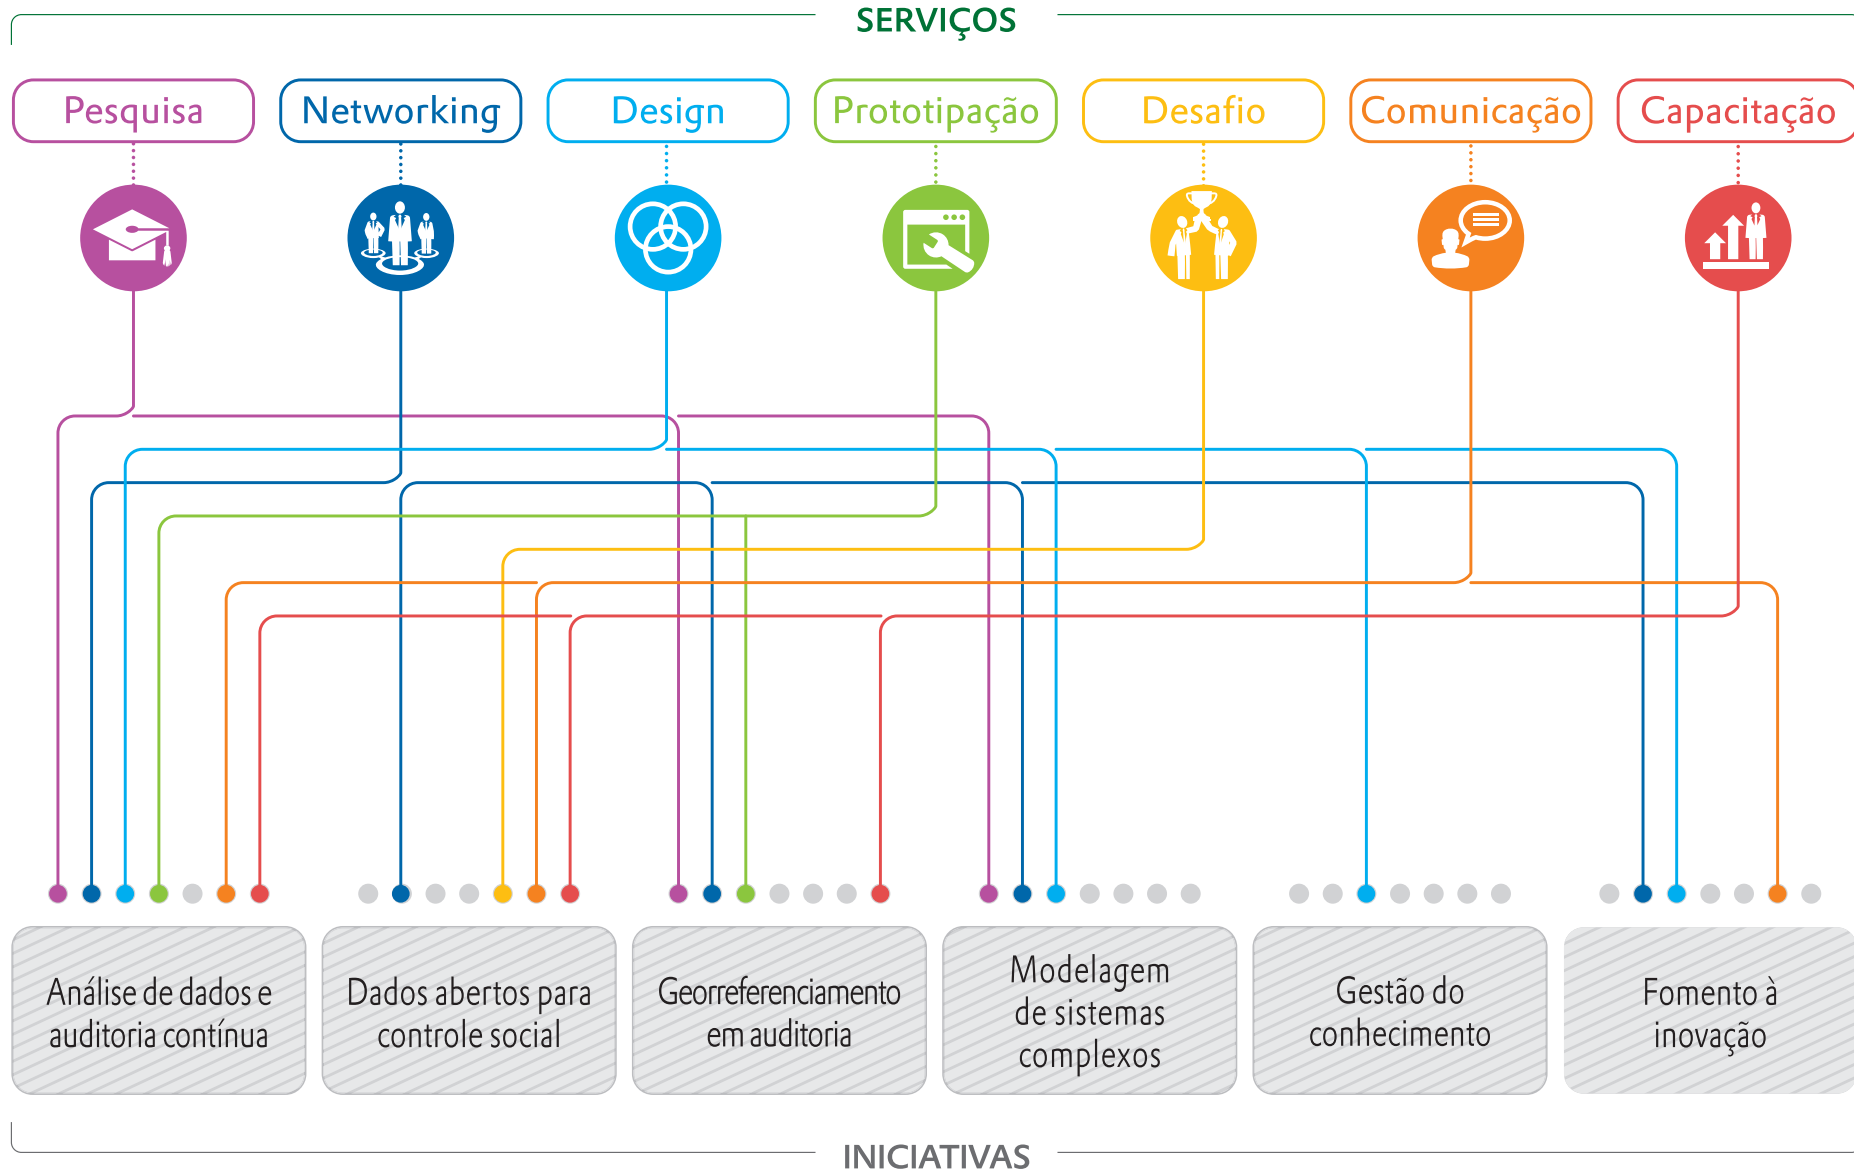 SERVIÇOS
Pesquisa
Networking
Design
Prototipação
Desafio
Comunicação
Capacitação
Análise de dados e
auditoria contínua
Dados abertos para
controle social
Georreferenciamento
em auditoria
Modelagem
de sistemas
complexos
Gestão do
conhecimento
Fomento à
inovação
INICIATIVAS